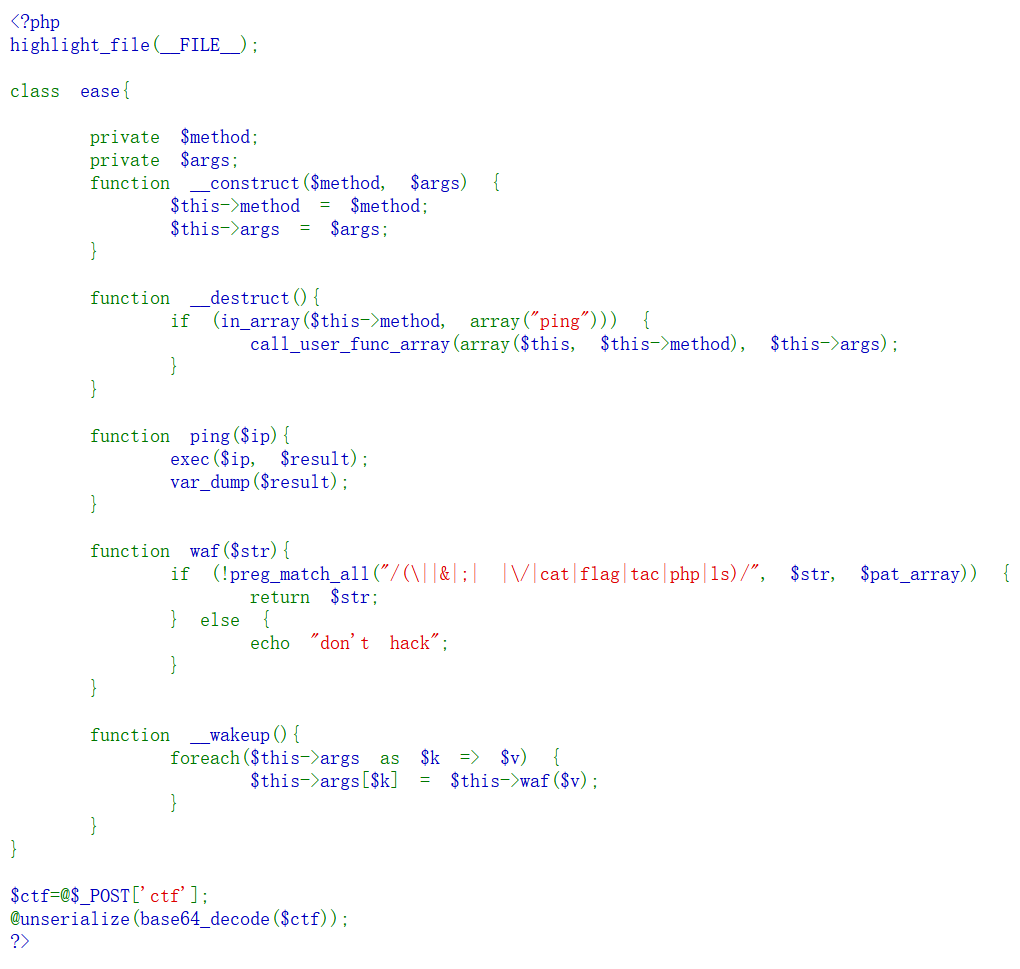 <?php
highlight_file(__FILE__);
class ease{
private $method;
private $args;
function __construct($method, $args) {
$this->method = $method;
$this->args = $args;
}
function __destruct(){
if (in_array($this->method, array("ping"))) {
call_user_func_array(array($this, $this->method), $this->args);
}
}
function ping($ip){
exec($ip, $result);
var_dump($result);
}
function waf($str){
if (!preg_match_all("/(\||&|;| |\/|cat|flag|tac|php|ls)/", $str, $pat_array)) {
return $str;
} else {
echo "don't hack";
}
}
function __wakeup(){
foreach($this->args as $k => $v) {
$this->args[$k] = $this->waf($v);
}
}
}
$ctf=@$_POST['ctf'];
@unserialize(base64_decode($ctf));
?>